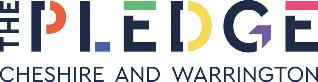 THE PLEDGE
CHESHIRE AND WARRINGTON